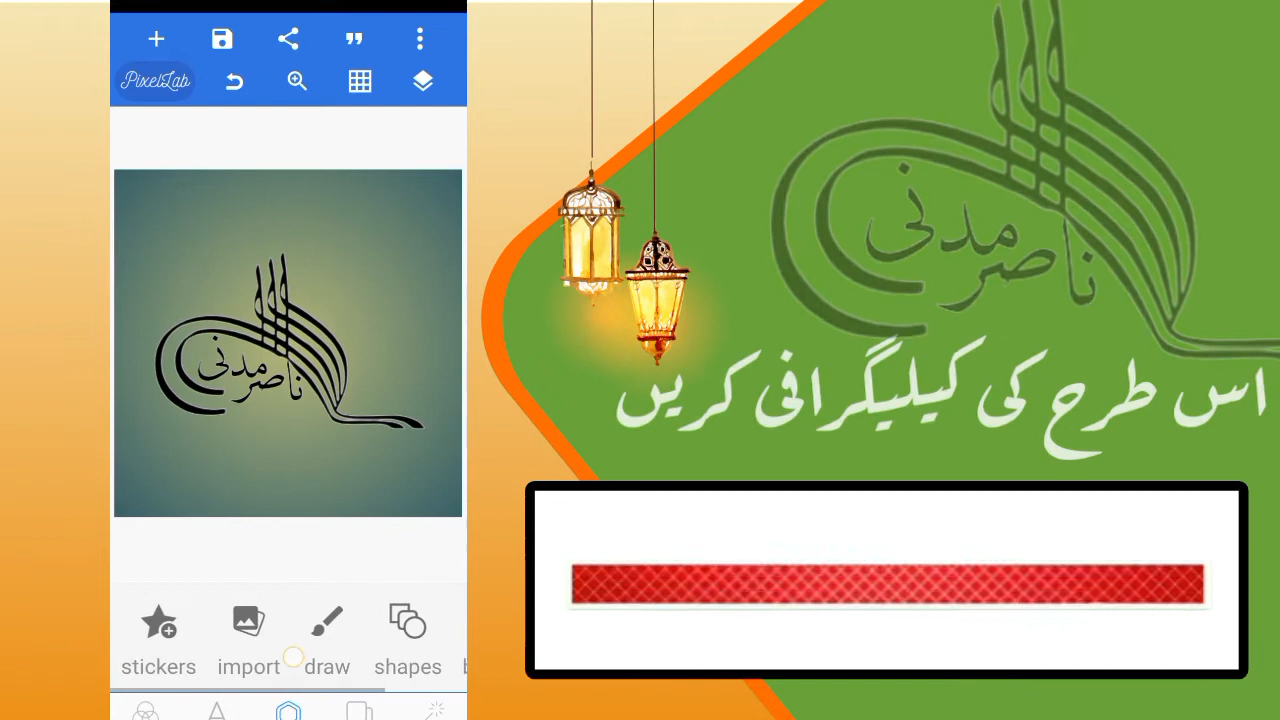 PixelLab
ناصر مدنی
stickers import draw shapes
ناصر مدنی
اس طرح کی کیلیگرافی کریں